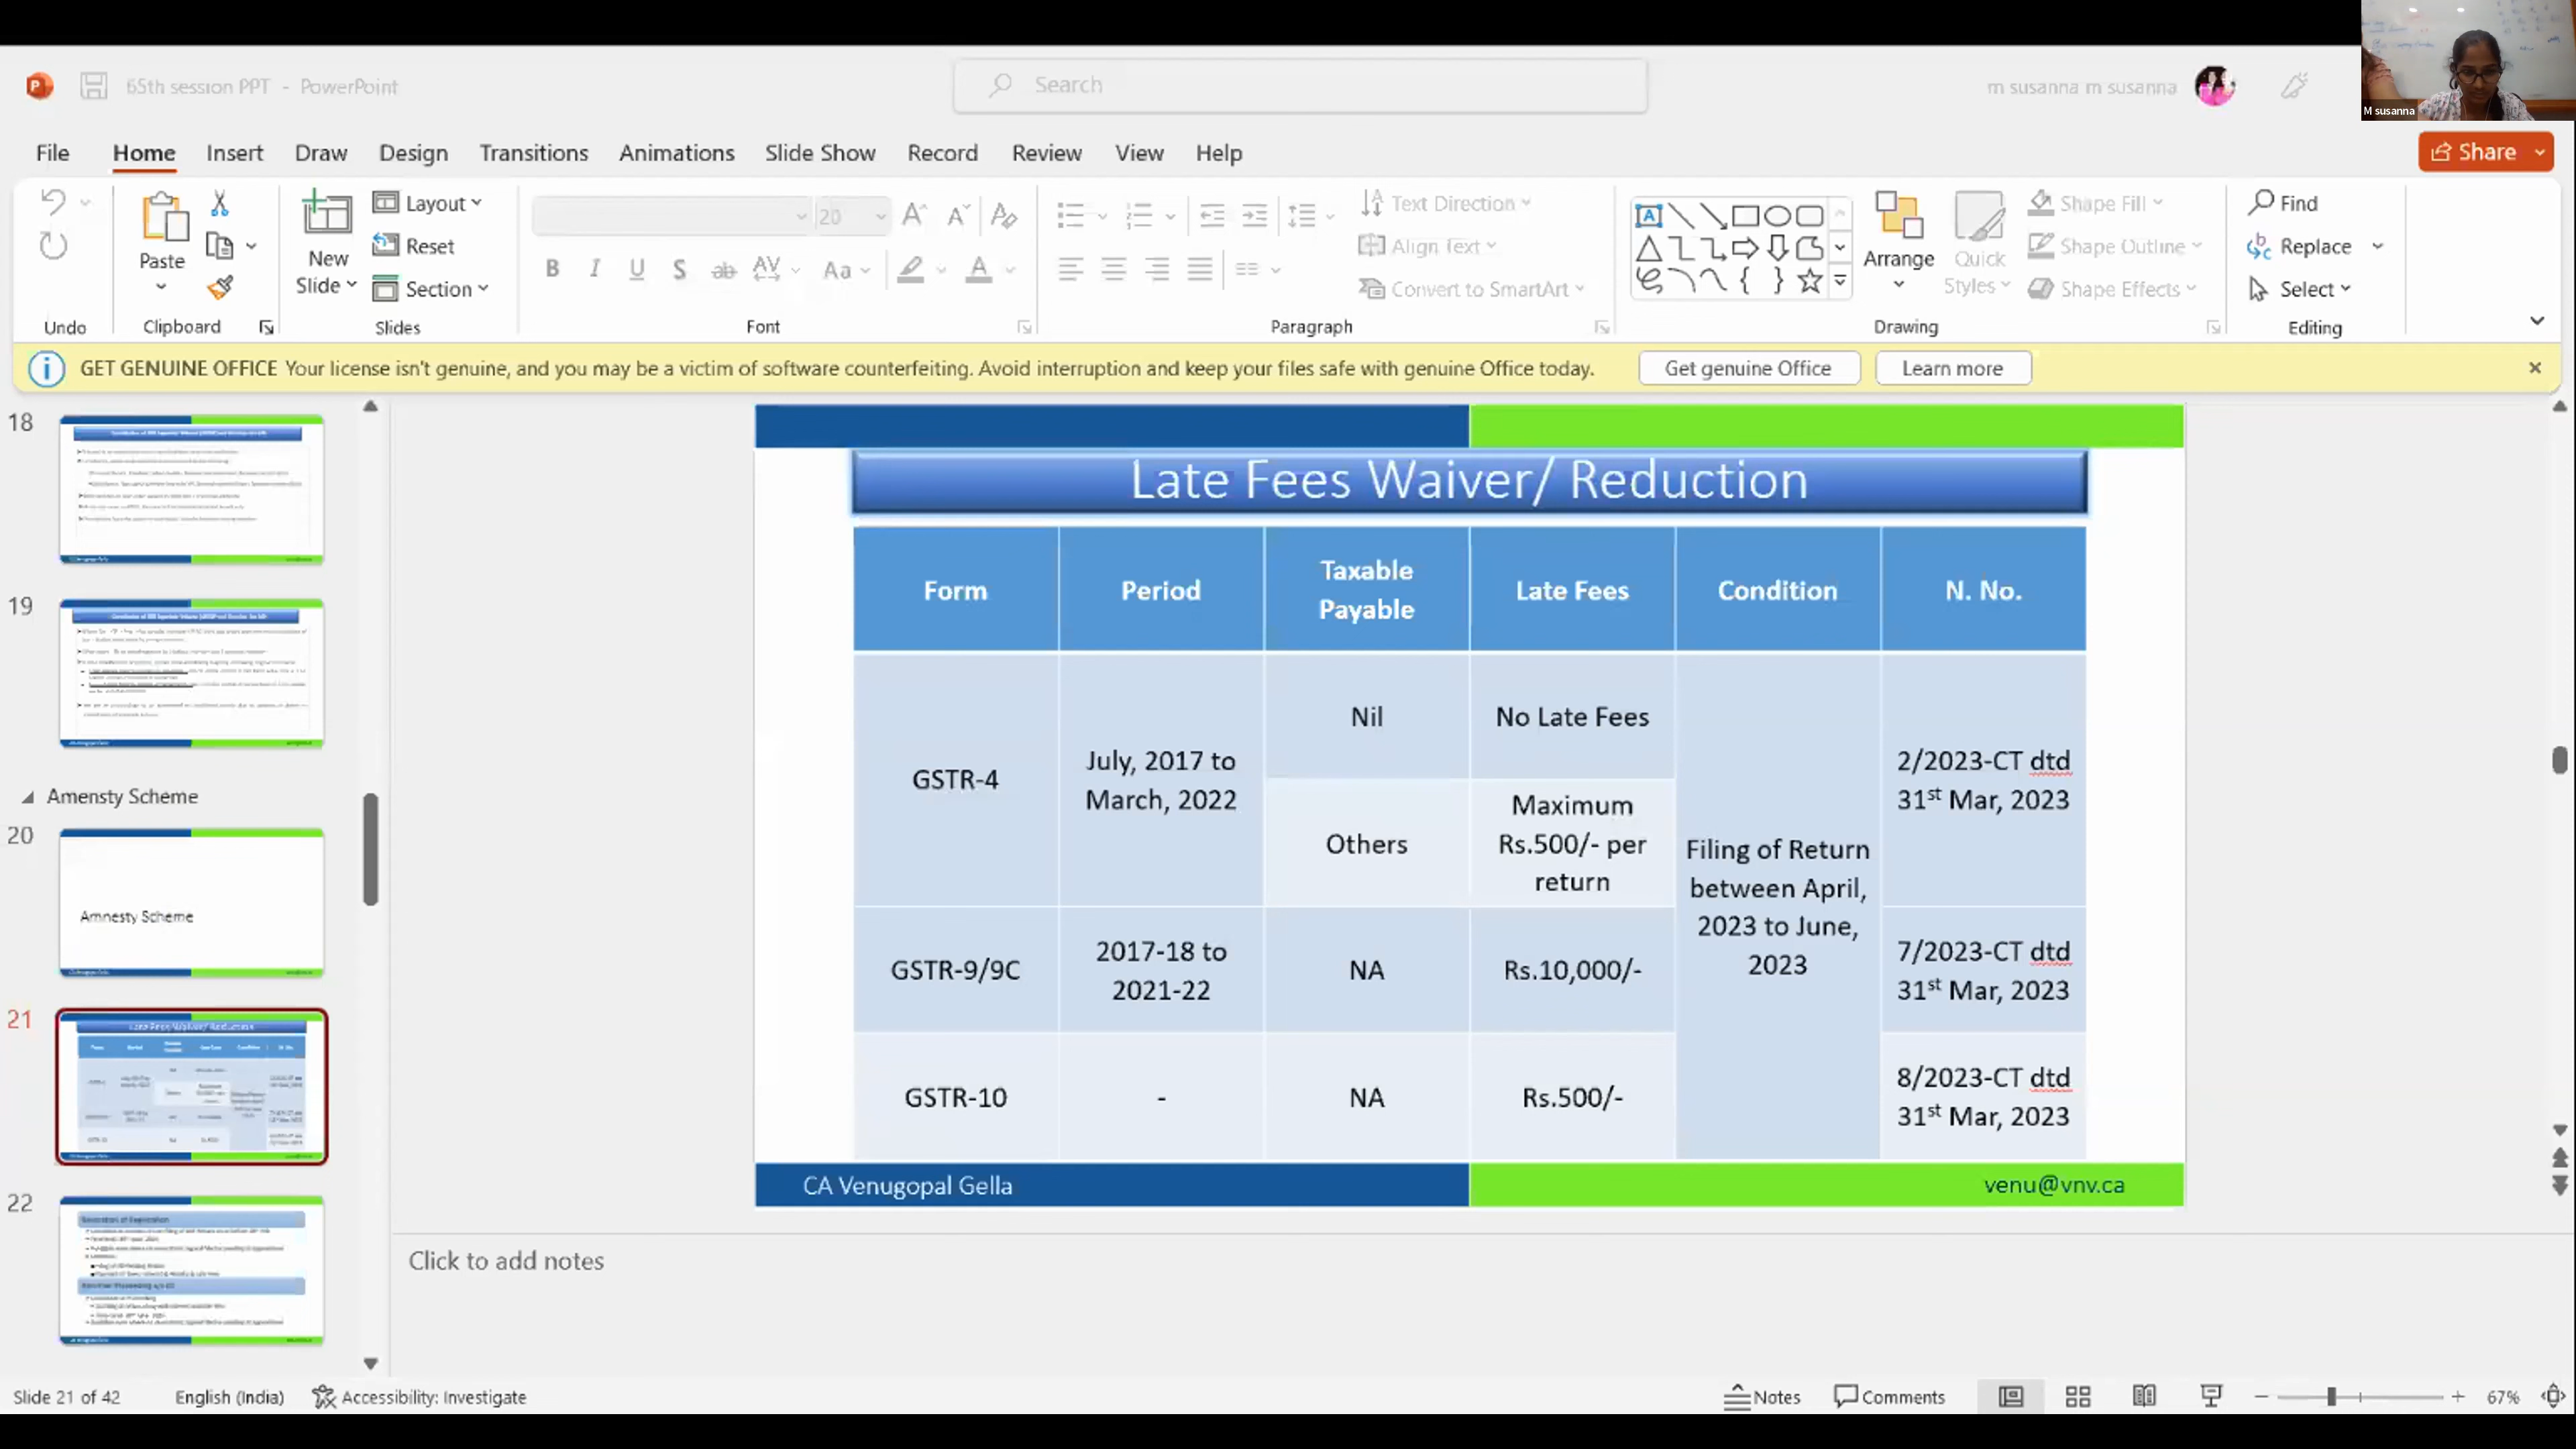 M susanna
65th session PPT - PowerPoint
Search
m susanna m susanna
File Home Insert Draw Design Transitions Animations Slide Show Record Review View Help
Share
Paste
New Slide
Layout
Reset
Section
20
Text Direction
Align Text
Convert to SmartArt
Arrange
Quick Styles
Shape Fill
Shape Outline
Shape Effects
Find
Replace
Select
Undo Clipboard Slides Font Paragraph Drawing Editing
GET GENUINE OFFICE Your license isn't genuine, and you may be a victim of software counterfeiting. Avoid interruption and keep your files safe with genuine Office today. Get genuine Office Learn more
18
19
Amensty Scheme
20
Amnesty Scheme
21
22
Late Fees Waiver/ Reduction
Form
Period
Taxable
Payable
Late Fees
Condition
N. No.
GSTR-4
July, 2017 to
March, 2022
Nil
No Late Fees
Others
Maximum
Rs.500/- per
return
Filing of Return
between April,
2023 to June,
2023
2/2023-CT dtd
31st Mar, 2023
GSTR-9/9C
2017-18 to
2021-22
NA
Rs.10,000/-
7/2023-CT dtd
31st Mar, 2023
GSTR-10
-
NA
Rs.500/-
8/2023-CT dtd
31st Mar, 2023
CA Venugopal Gella
venu@vnv.ca
Click to add notes
Slide 21 of 42 English (India) Accessibility: Investigate Notes Comments 67%